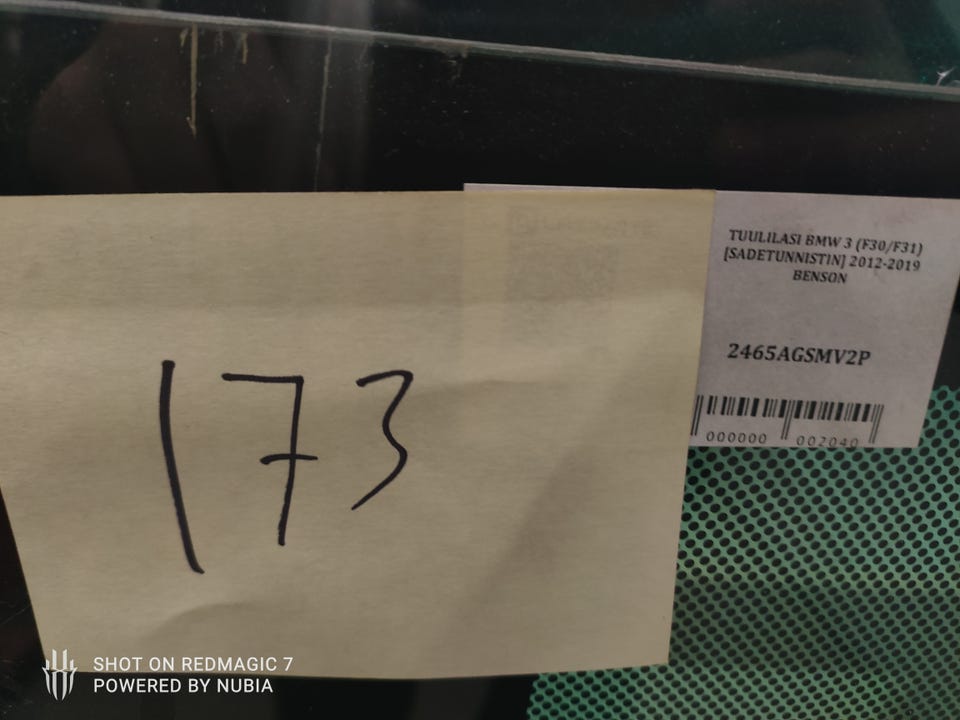 173
TUULILASI BMW 3 (F30/F31)
[SADETUNNISTIN] 2012-2019
BENSON
2465AGSMV2P
000000 002040
SHOT ON REDMAGIC 7
POWERED BY NUBIA